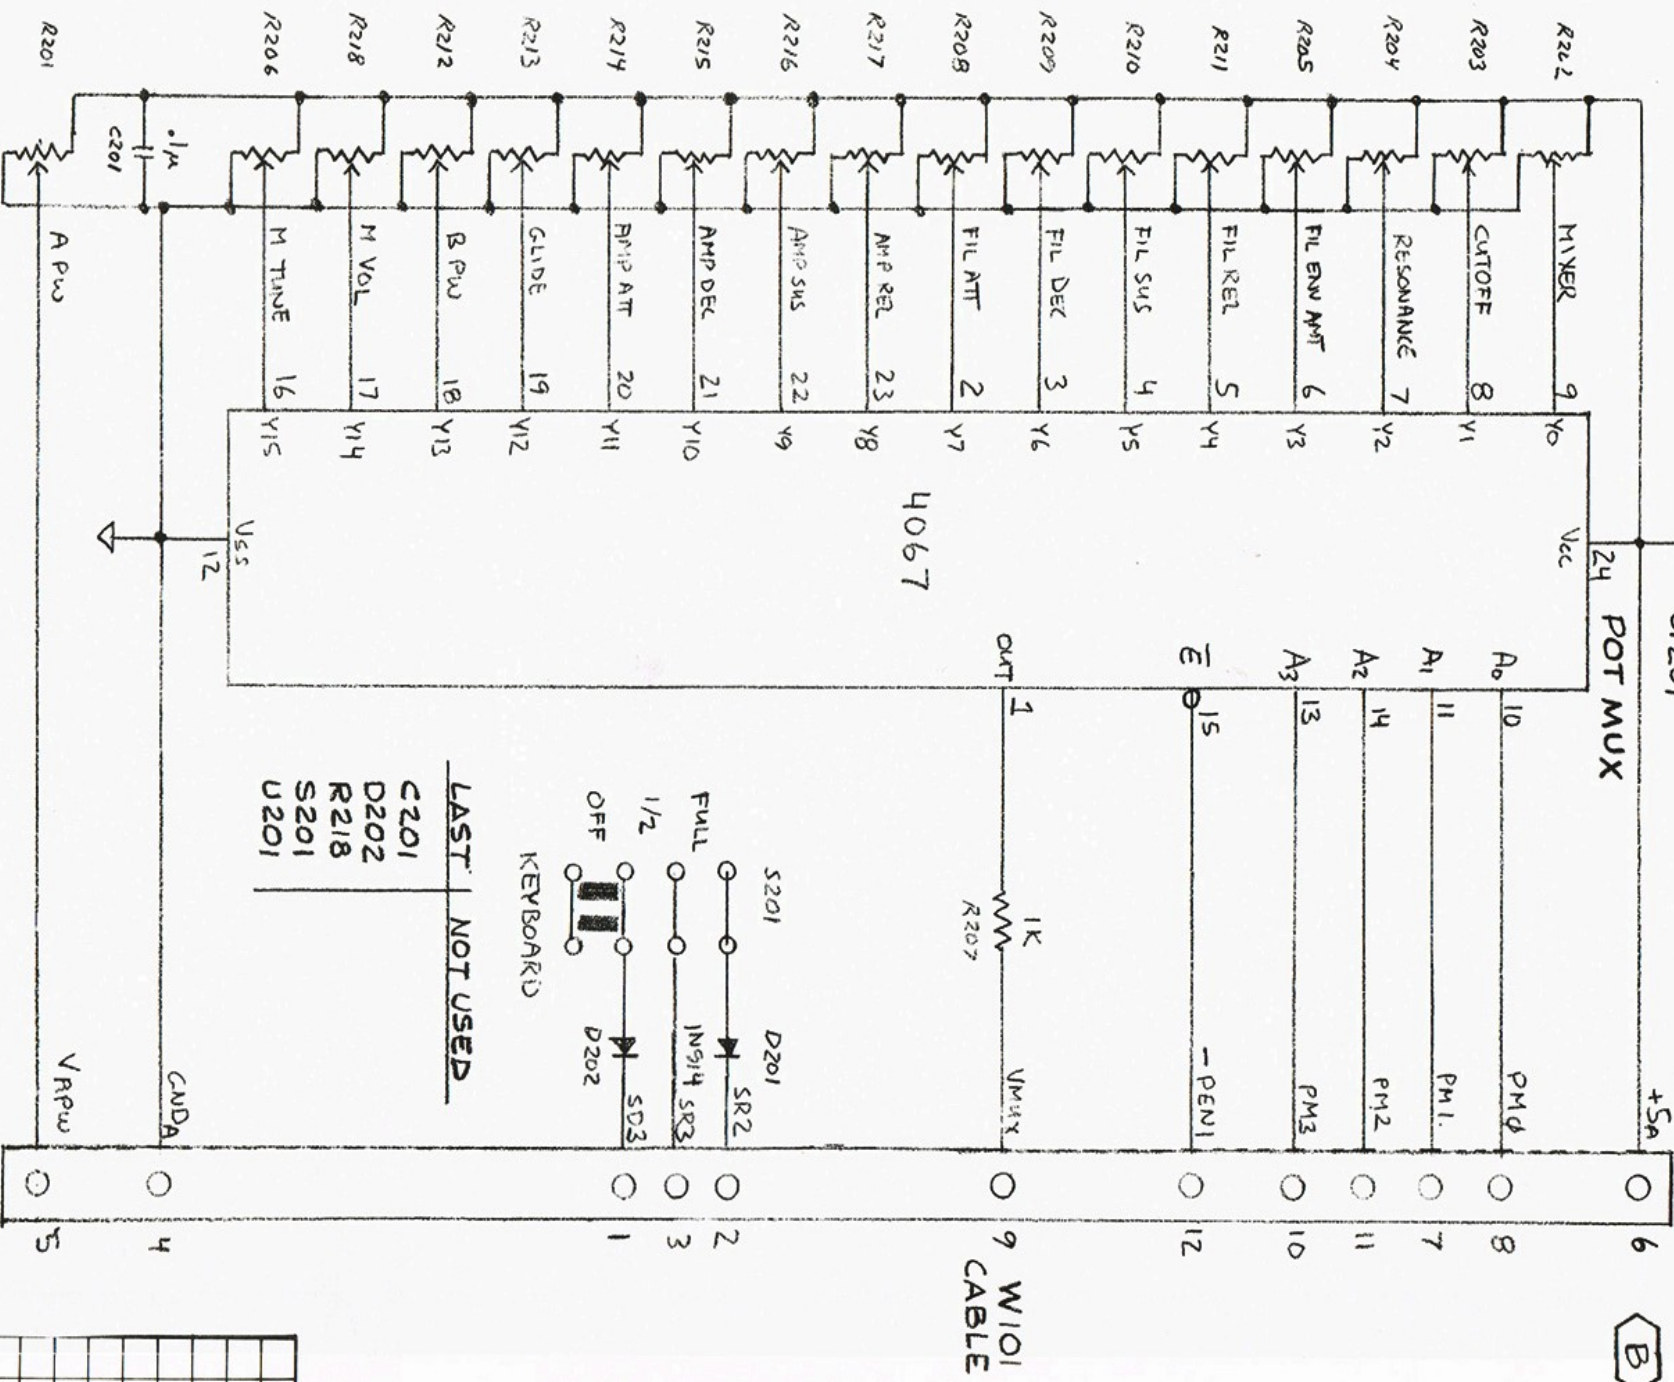 B
+5A 6
24 POT MUX
R202 MIXER 9 Y0 Vcc
R203 CUTOFF 8 Y1 A0 10 PMφ 8
R204 RESONANCE 7 Y2 A1 11 PM1. 7
R205 FIL ENV AMT 6 Y3 A2 14 PM2 11
A3 13 PM3 10
R211 FIL REL 5 Y4 E 15 -PEN1 12
R210 FIL SUS 4 Y5
R209 FIL DEC 3 Y6 OUT 1 1K R207 VMUX 9
W101
CABLE
R208 FIL ATT 2 Y7
4067
R217 AMP REL 23 Y8
R216 AMP SUS 22 Y9
S201 D201 SR2 2
R215 AMP DEC 21 Y10
FULL 1N914 SR3 3
1/2 SD3 1
R214 AMP ATT 20 Y11
OFF D202
KEYBOARD
R213 GLIDE 19 Y12
R212 B PW 18 Y13
LAST NOT USED
C201
D202
R218
S201
U201
R218 M VOL 17 Y14
R206 M TUNE 16 Y15
Vss
12
.1µ
C201
GNDA 4
R201 A PW VAPW 5